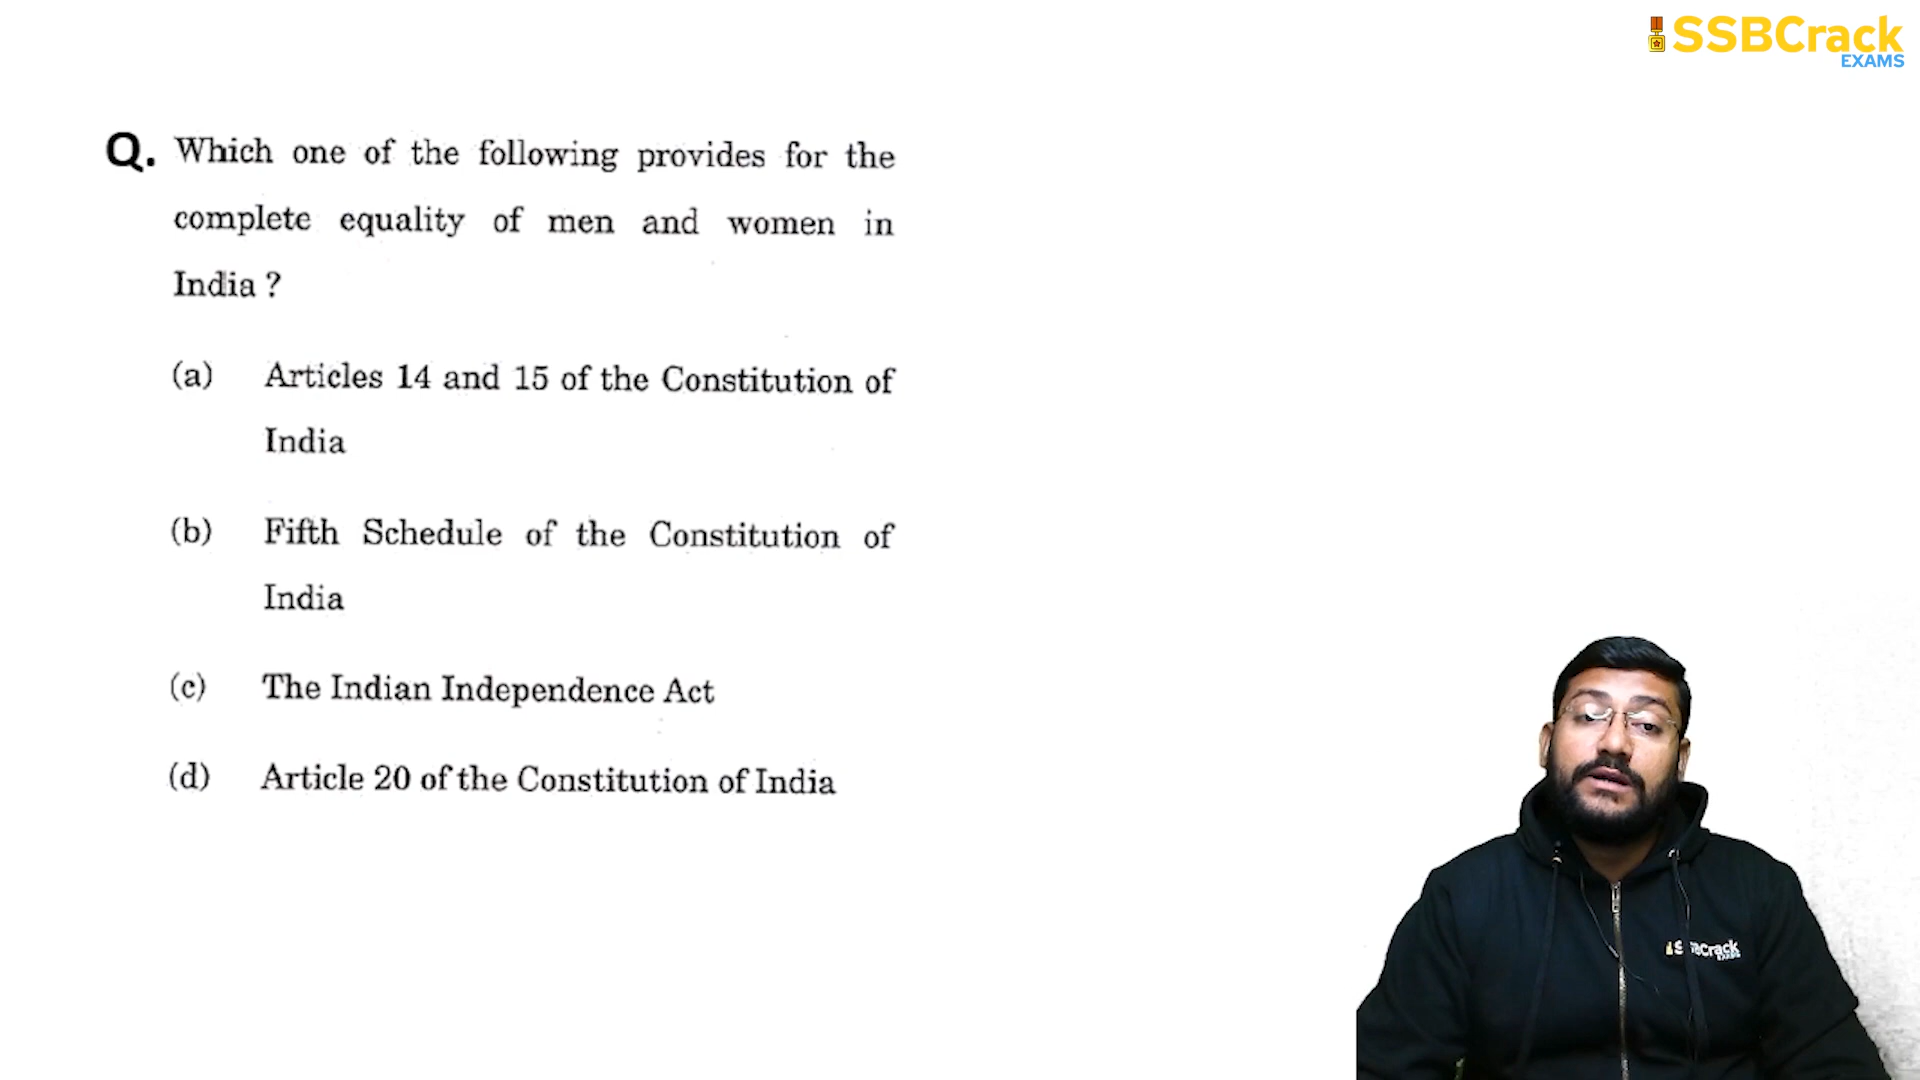 SSBCrack
EXAMS
Q. Which one of the following provides for the
complete equality of men and women in
India ?
(a) Articles 14 and 15 of the Constitution of
India
(b) Fifth Schedule of the Constitution of
India
(c) The Indian Independence Act
(d) Article 20 of the Constitution of India